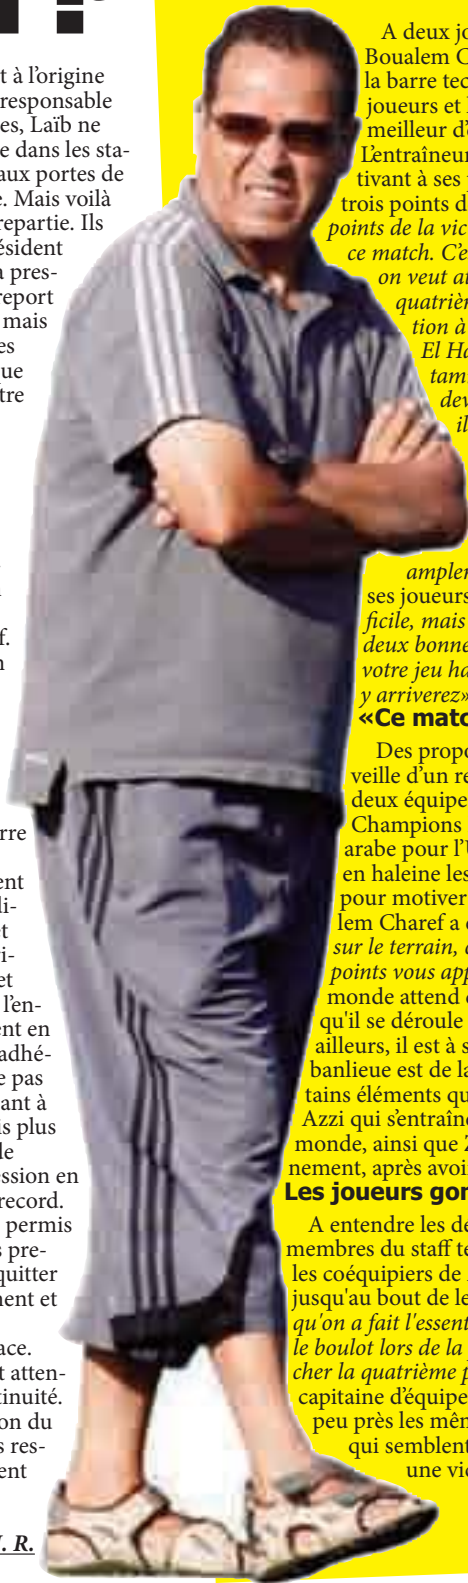 t à l'origine
responsable
es, Laïb ne
e dans les sta-
aux portes de
e. Mais voilà
repartie. Ils
ésident
a pres-
report
mais
es
ue
tre
f.
n
rre
ent
di-
et
ri-
et
l'en-
ent en
adhé-
e pas
ant à
is plus
le
ession en
record.
permis
s pre-
quitter
nent et
ace.
t atten-
tinuité.
on du
s res-
ent
. R.
A deux jo
Boualem C
la barre tec
joueurs et
meilleur d'
L'entraîneur
tivant à ses
trois points d
points de la vic
ce match. C'e
on veut au
quatrièn
tion à
El Ha
tam
dev
il
amplen
ses joueurs
ficile, mais
deux bonne
votre jeu ha
y arriverez»
«Ce matc
Des propo
veille d'un re
deux équipe
Champions
arabe pour l'U
en haleine les
pour motiver
lem Charef a
sur le terrain,
points vous app
monde attend
qu'il se déroule
ailleurs, il est à s
banlieue est de la
tains éléments qu
Azzi qui s'entraîne
monde, ainsi que
nement, après avoi
Les joueurs gon
A entendre les de
membres du staff te
les coéquipiers de
jusqu'au bout de le
qu'on a fait l'essent
le boulot lors de la
cher la quatrième p
capitaine d'équipe
peu près les mên
qui semblent
une vic